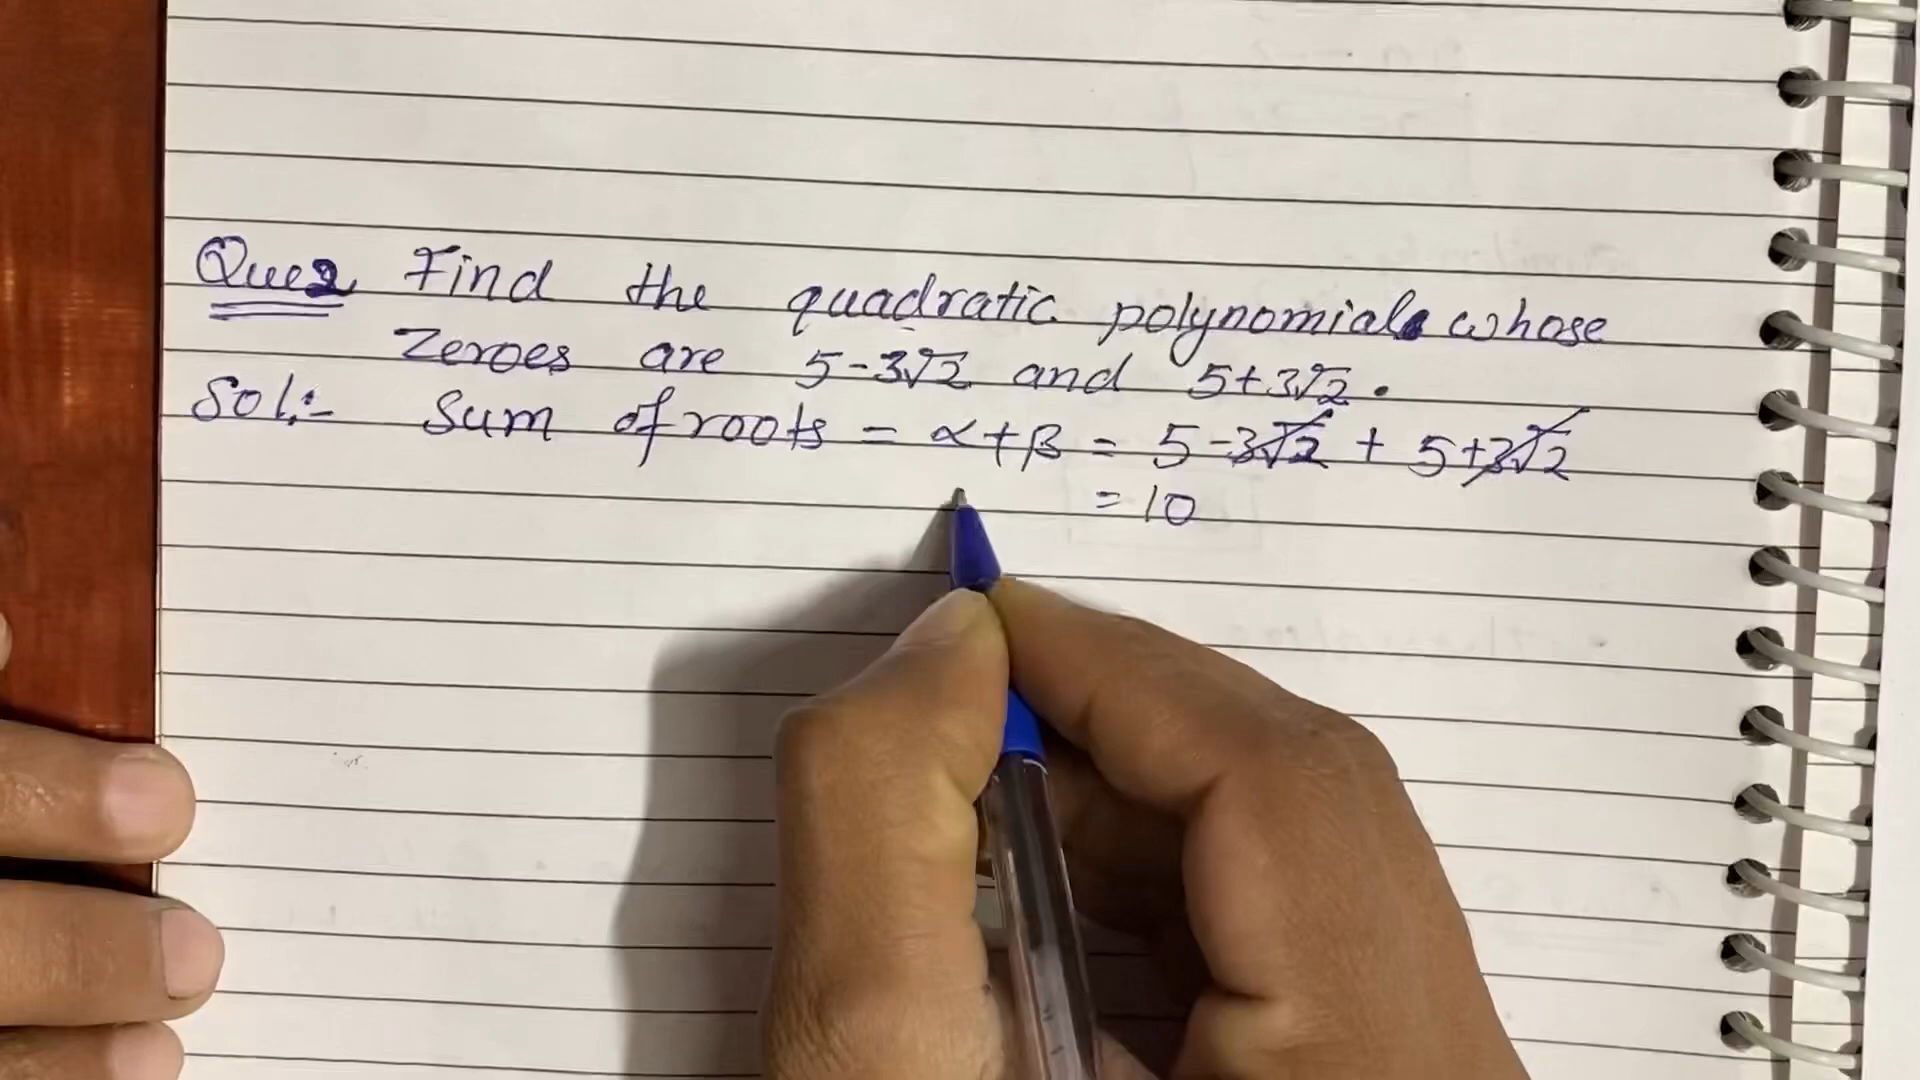 Que2 Find the quadratic polynomial whose
zeroes are 5-3√2 and 5+3√2.
Sol:- Sum of roots = α+β = 5-3√2 + 5+3√2
= 10